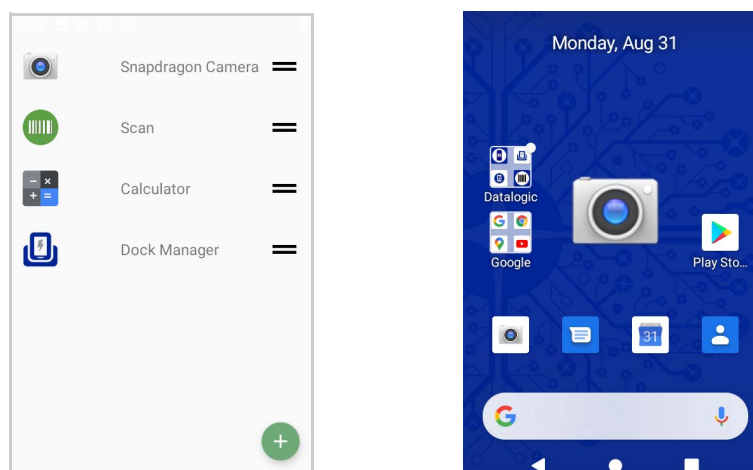 Snapdragon Camera
Scan
Calculator
Dock Manager
Monday, Aug 31
Datalogic
Google
Play Sto...
31